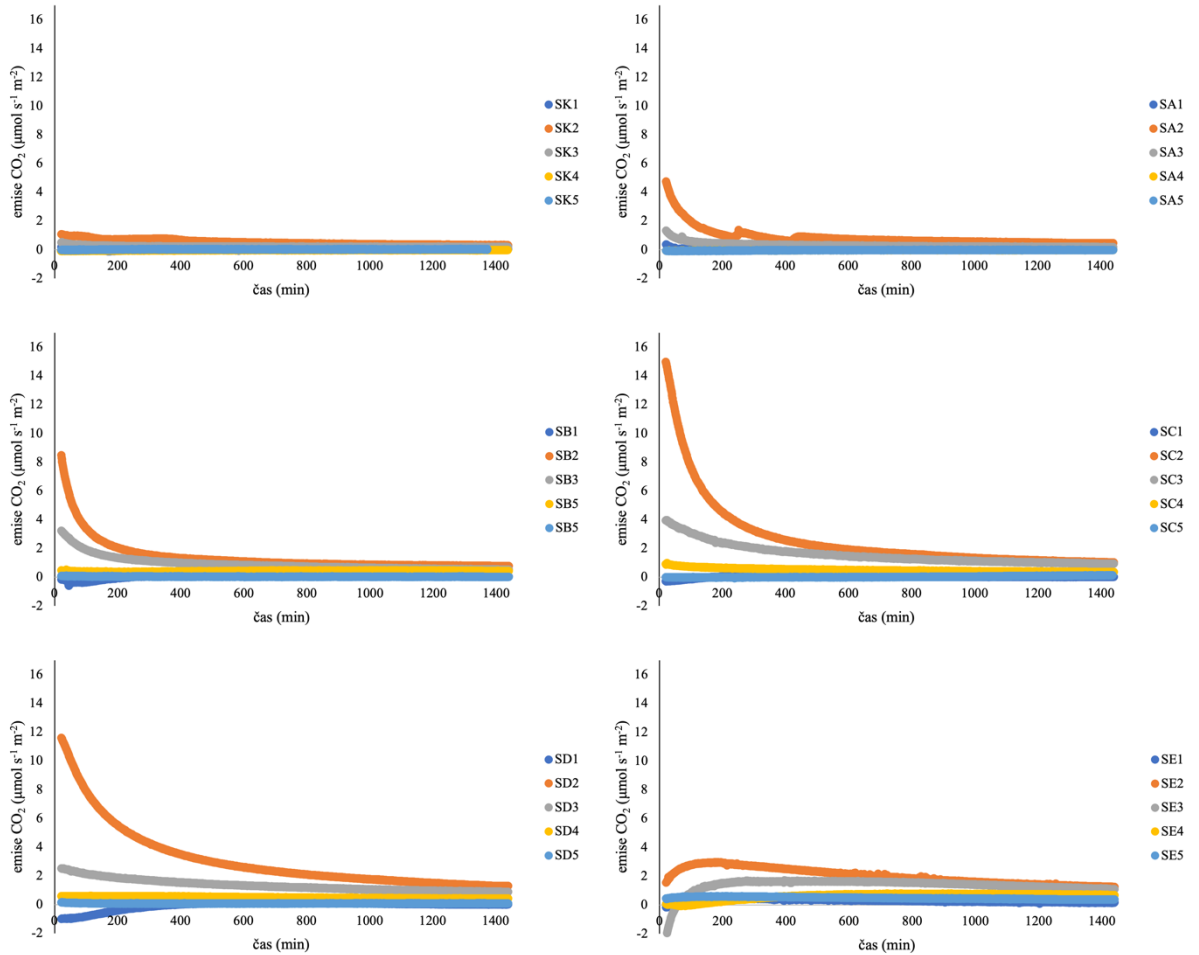 emise CO₂ (µmol s⁻¹ m⁻²)
16
14
12
10
8
6
4
2
0
-2
0 200 400 600 800 1000 1200 1400
čas (min)
SK1
SK2
SK3
SK4
SK5
emise CO₂ (µmol s⁻¹ m⁻²)
16
14
12
10
8
6
4
2
0
-2
0 200 400 600 800 1000 1200 1400
čas (min)
SA1
SA2
SA3
SA4
SA5
emise CO₂ (µmol s⁻¹ m⁻²)
16
14
12
10
8
6
4
2
0
-2
0 200 400 600 800 1000 1200 1400
čas (min)
SB1
SB2
SB3
SB5
SB5
emise CO₂ (µmol s⁻¹ m⁻²)
16
14
12
10
8
6
4
2
0
-2
0 200 400 600 800 1000 1200 1400
čas (min)
SC1
SC2
SC3
SC4
SC5
emise CO₂ (µmol s⁻¹ m⁻²)
16
14
12
10
8
6
4
2
0
-2
0 200 400 600 800 1000 1200 1400
čas (min)
SD1
SD2
SD3
SD4
SD5
emise CO₂ (µmol s⁻¹ m⁻²)
16
14
12
10
8
6
4
2
0
-2
0 200 400 600 800 1000 1200 1400
čas (min)
SE1
SE2
SE3
SE4
SE5